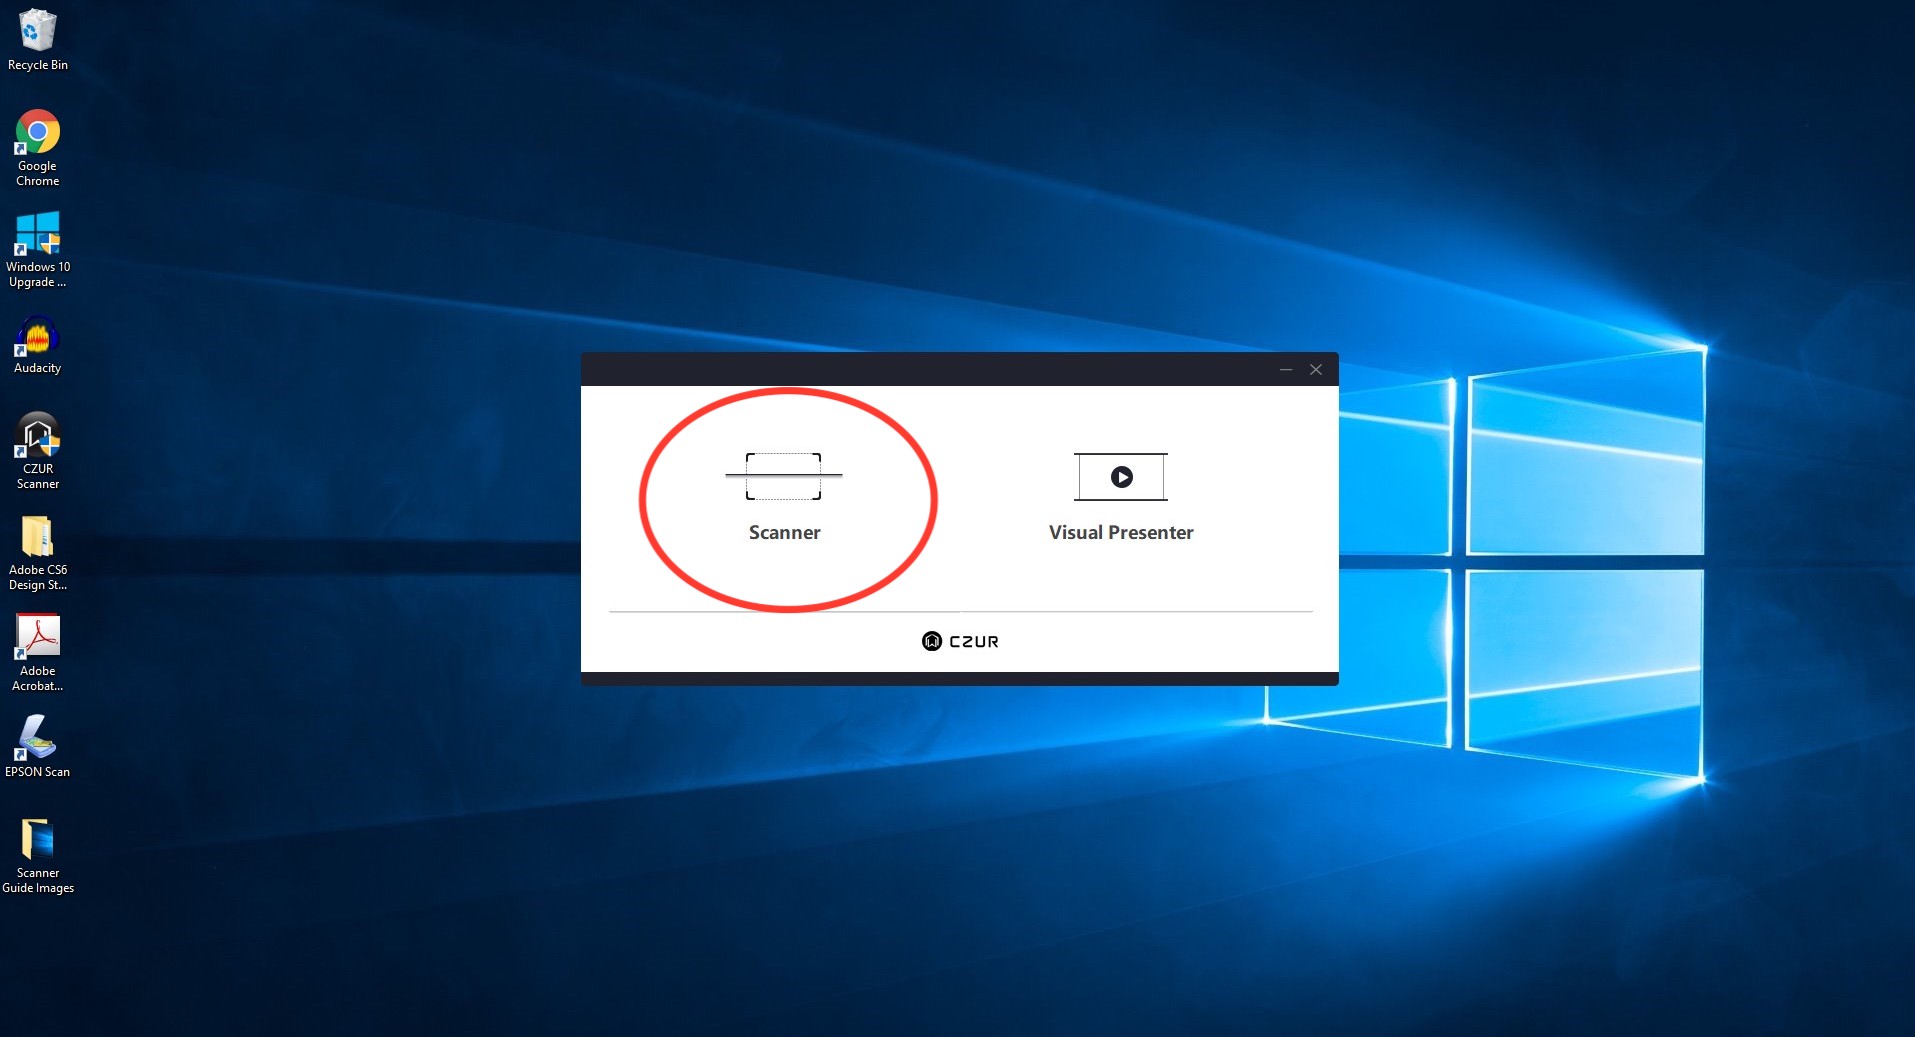 Recycle Bin
Google
Chrome
Windows 10
Upgrade ...
Audacity
CZUR
Scanner
Adobe CS6
Design St...
Adobe
Acrobat...
EPSON Scan
Scanner
Guide Images
Scanner
Visual Presenter
CZUR